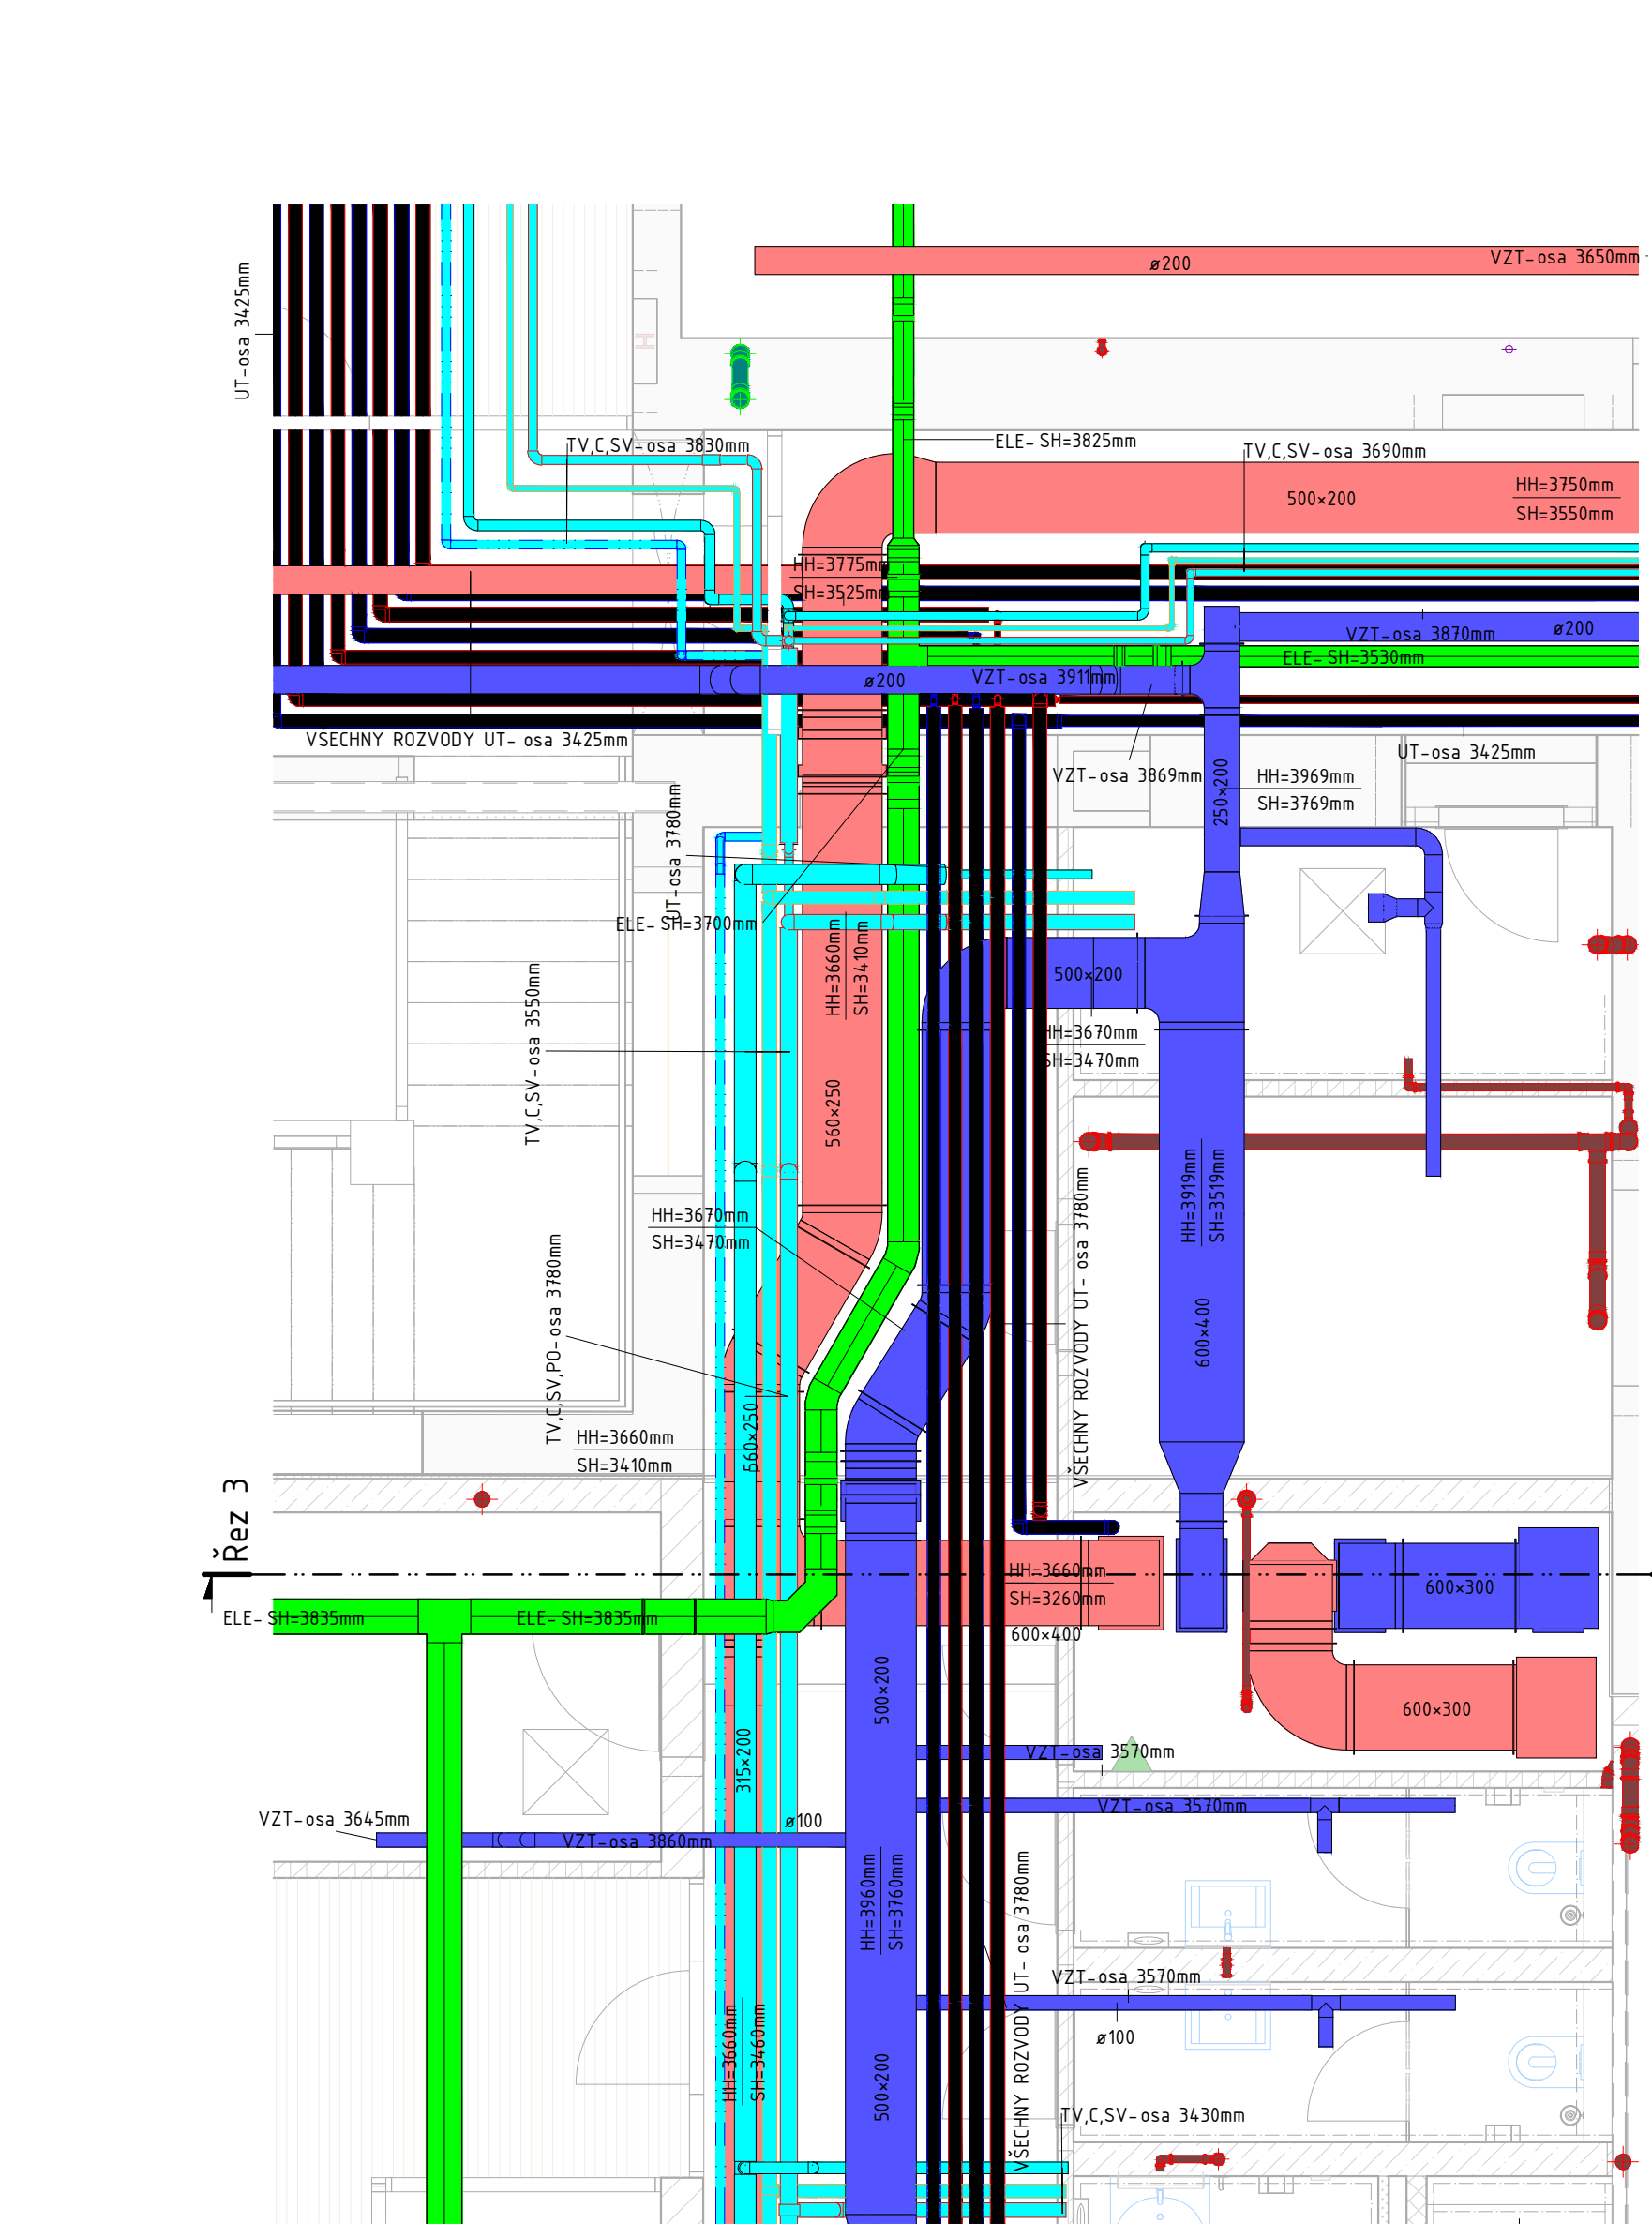 VZT-osa 3650mm
ø200
UT-osa 3425mm
H
TV,C,SV-osa 3830mm
ELE- SH=3825mm
TV,C,SV-osa 3690mm
HH=3750mm
SH=3550mm
500×200
HH=3775mm
SH=3525mm
ø200
VZT-osa 3870mm
ELE- SH=3530mm
VZT-osa 3911mm
ø200
VŠECHNY ROZVODY UT- osa 3425mm
UT-osa 3425mm
VZT-osa 3869mm
HH=3969mm
SH=3769mm
250×200
UT-osa 3780mm
ELE- SH=3700mm
HH=3660mm
SH=3410mm
500×200
HH=3670mm
SH=3470mm
TV,C,SV-osa 3550mm
560×250
HH=3919mm
SH=3519mm
HH=3670mm
SH=3470mm
VŠECHNY ROZVODY UT- osa 3780mm
TV,C,SV,PO-osa 3780mm
600×400
560×250
HH=3660mm
SH=3410mm
Řez 3
HH=3660mm
SH=3260mm
600×300
ELE- SH=3835mm
ELE- SH=3835mm
600×400
500×200
600×300
315×200
VZT-osa 3570mm
VZT-osa 3570mm
VZT-osa 3645mm
ø100
VZT-osa 3860mm
HH=3960mm
SH=3760mm
VŠECHNY ROZVODY UT- osa 3780mm
VZT-osa 3570mm
HH=3660mm
SH=3460mm
ø100
500×200
TV,C,SV-osa 3430mm